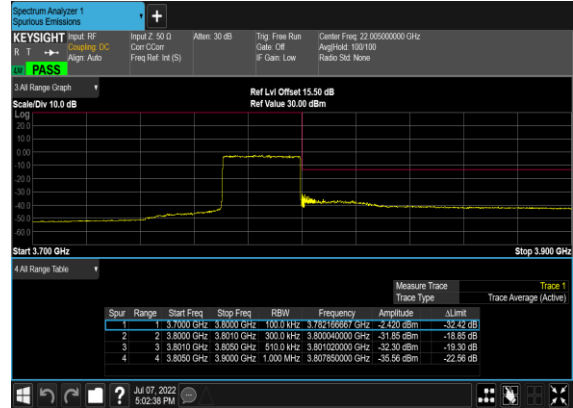 Spectrum Analyzer 1
Spurious Emissions
KEYSIGHT Input: RF Input Z: 50 Ω Atten: 30 dB Trig: Free Run Center Freq: 22.005000000 GHz
R T Coupling: DC Corr CCorr Gate: Off Avg|Hold: 100/100
Align: Auto Freq Ref: Int (S) IF Gain: Low Radio Std: None
LM PASS
3 All Range Graph
Ref Lvl Offset 15.50 dB
Scale/Div 10.0 dB Ref Value 30.00 dBm
Log
20.0
10.0
0.00
-10.0
-20.0
-30.0
-40.0
-50.0
-60.0
Start 3.700 GHz Stop 3.900 GHz
4 All Range Table
Measure Trace Trace 1
Trace Type Trace Average (Active)
Spur Range Start Freq Stop Freq RBW Frequency Amplitude ΔLimit
1 1 3.7000 GHz 3.8000 GHz 100.0 kHz 3.782166667 GHz -2.420 dBm -32.42 dB
2 2 3.8000 GHz 3.8010 GHz 300.0 kHz 3.800040000 GHz -31.85 dBm -18.85 dB
3 3 3.8010 GHz 3.8050 GHz 510.0 kHz 3.801020000 GHz -32.30 dBm -19.30 dB
4 4 3.8050 GHz 3.9000 GHz 1.000 MHz 3.807850000 GHz -35.56 dBm -22.56 dB
? Jul 07, 2022
5:02:38 PM